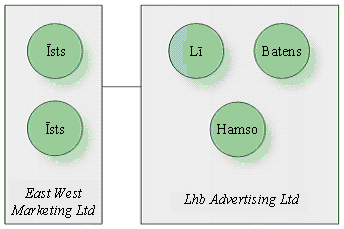 Īsts
Īsts
East West
Marketing Ltd
Lī
Batens
Hamso
Lhb Advertising Ltd